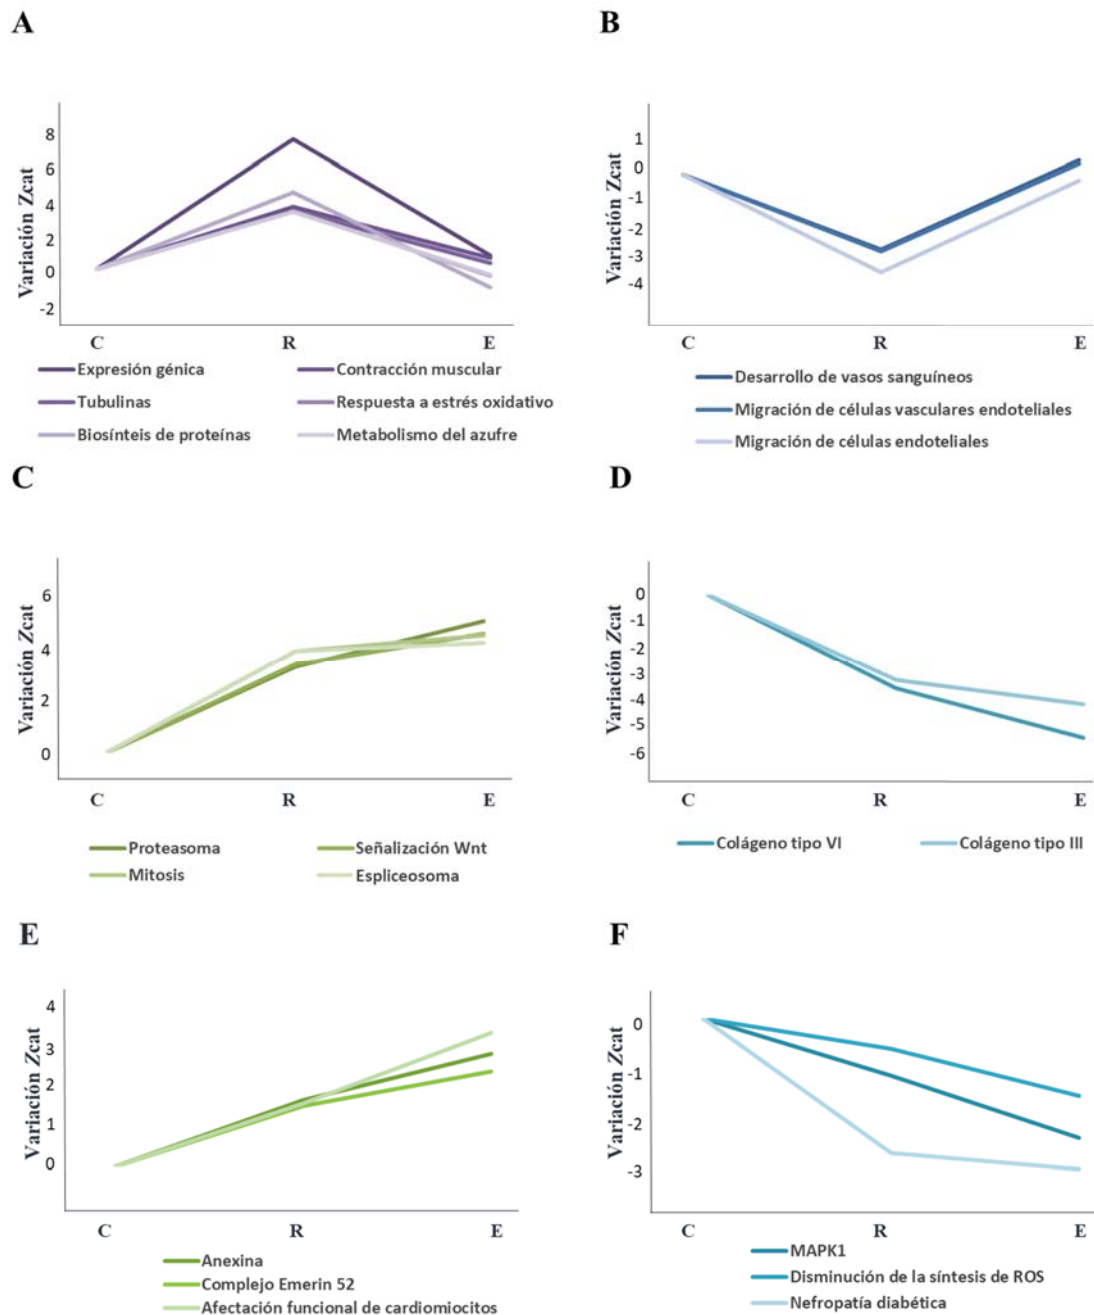 A
Variación Zcat
8
6
4
2
0
-2
C R E
Expresión génica Contracción muscular
Tubulinas Respuesta a estrés oxidativo
Biosínteis de proteínas Metabolismo del azufre
B
Variación Zcat
1
0
-1
-2
-3
-4
C R E
Desarrollo de vasos sanguíneos
Migración de células vasculares endoteliales
Migración de células endoteliales
C
Variación Zcat
6
4
2
0
C R E
Proteasoma Señalización Wnt
Mitosis Espliceosoma
D
Variación Zcat
0
-1
-2
-3
-4
-5
-6
C R E
Colágeno tipo VI Colágeno tipo III
E
Variación Zcat
4
3
2
1
0
C R E
Anexina
Complejo Emerin 52
Afectación funcional de cardiomiocitos
F
Variación Zcat
0
-1
-2
-3
C R E
MAPK1
Disminución de la síntesis de ROS
Nefropatía diabética